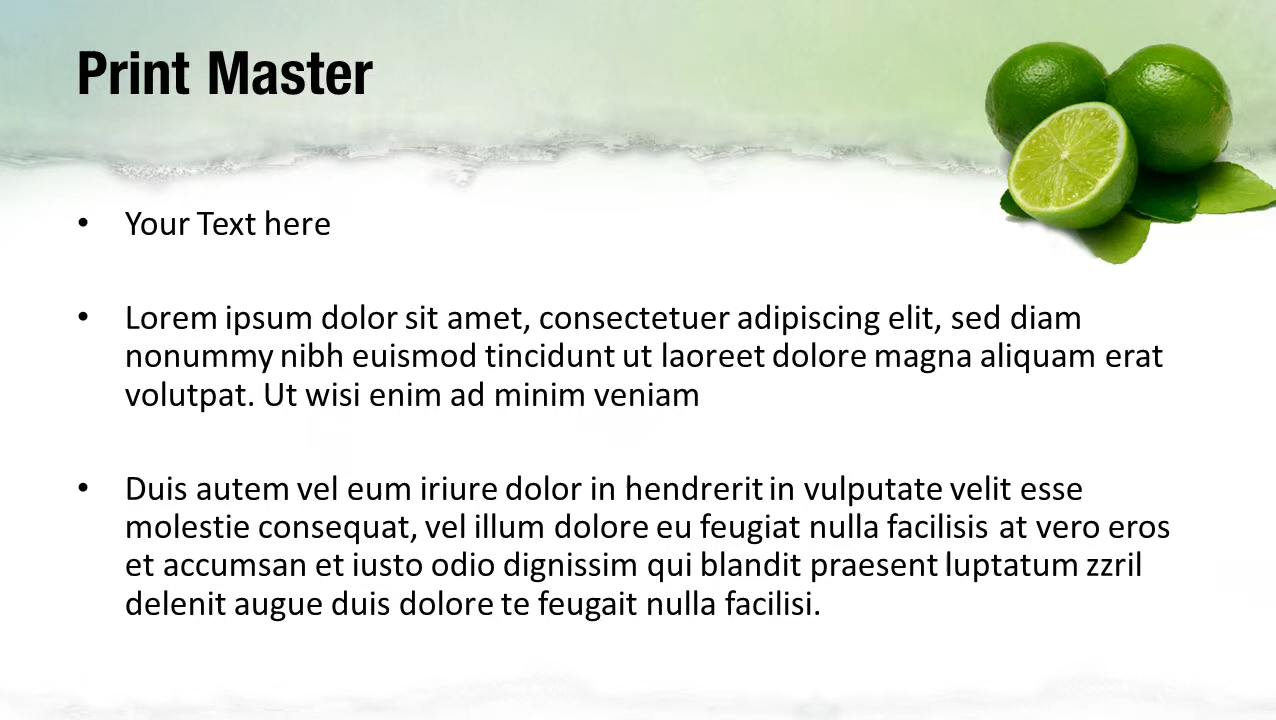 Print Master
• Your Text here
• Lorem ipsum dolor sit amet, consectetuer adipiscing elit, sed diam
nonummy nibh euismod tincidunt ut laoreet dolore magna aliquam erat
volutpat. Ut wisi enim ad minim veniam
• Duis autem vel eum iriure dolor in hendrerit in vulputate velit esse
molestie consequat, vel illum dolore eu feugiat nulla facilisis at vero eros
et accumsan et iusto odio dignissim qui blandit praesent luptatum zzril
delenit augue duis dolore te feugait nulla facilisi.